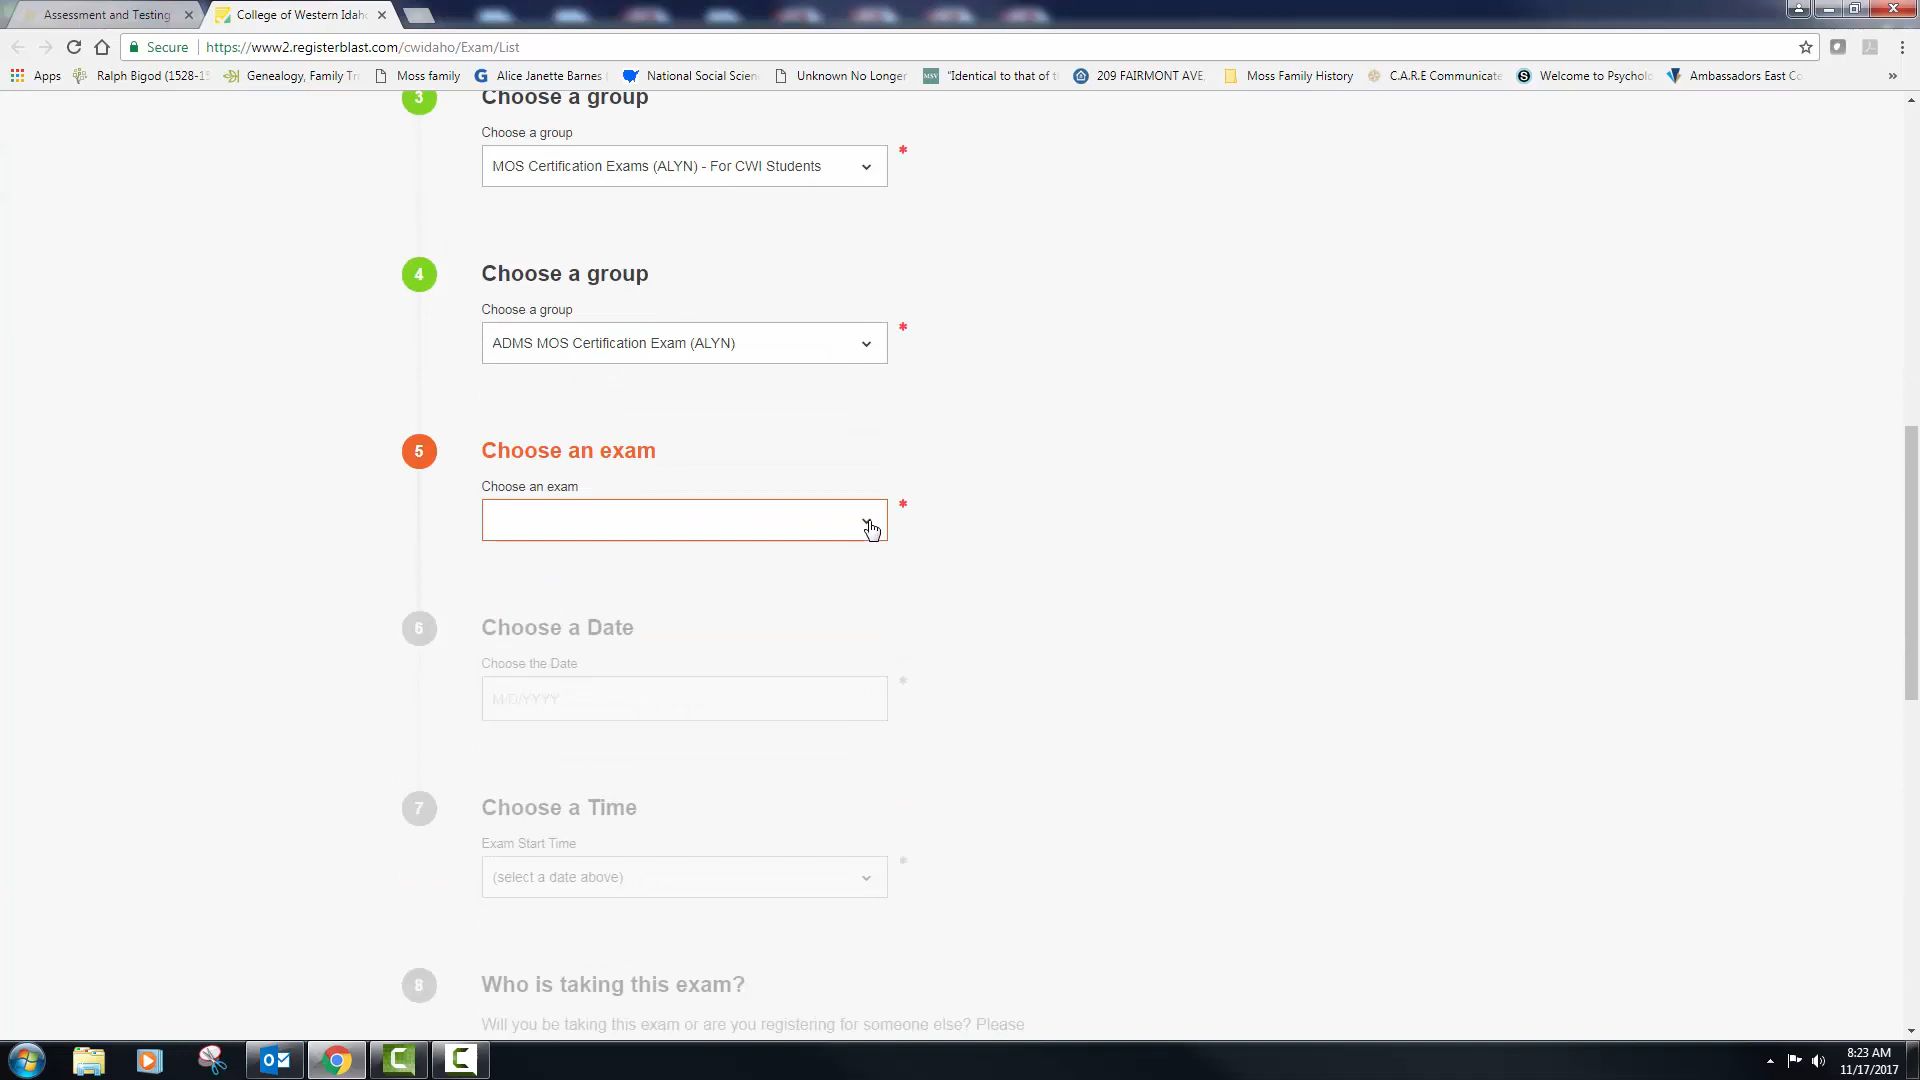 Assessment and Testing
College of Western Idah
Secure
https://www2.registerblast.com/cwidaho/Exam/List
Apps
Ralph Bigod (1528-1
Genealogy, Family Tr
Moss family
Alice Janette Barnes
National Social Scien
Unknown No Longer
"Identical to that of t
209 FAIRMONT AVE,
Moss Family History
C.A.R.E Communicate
Welcome to Psycholo
Ambassadors East Co
»
3
Choose a group
Choose a group
MOS Certification Exams (ALYN) - For CWI Students
*
4
Choose a group
Choose a group
ADMS MOS Certification Exam (ALYN)
*
5
Choose an exam
Choose an exam
*
6
Choose a Date
Choose the Date
M/D/YYYY
*
7
Choose a Time
Exam Start Time
(select a date above)
*
8
Who is taking this exam?
Will you be taking this exam or are you registering for someone else? Please
8:23 AM
11/17/2017